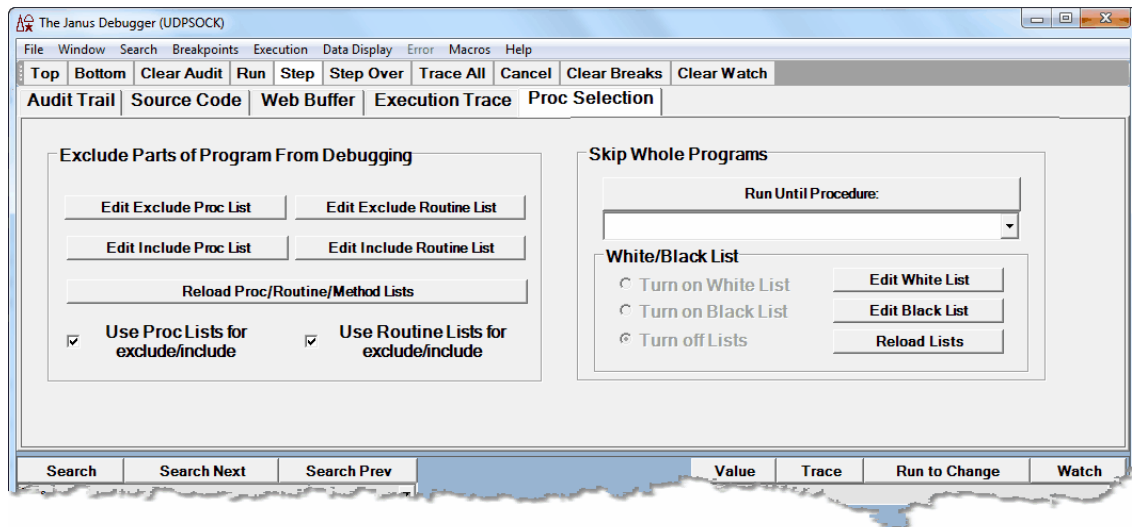 The Janus Debugger (UDPSOCK)
File Window Search Breakpoints Execution Data Display Error Macros Help
Top Bottom Clear Audit Run Step Step Over Trace All Cancel Clear Breaks Clear Watch
Audit Trail Source Code Web Buffer Execution Trace Proc Selection
Exclude Parts of Program From Debugging
Edit Exclude Proc List Edit Exclude Routine List
Edit Include Proc List Edit Include Routine List
Reload Proc/Routine/Method Lists
Use Proc Lists for exclude/include
Use Routine Lists for exclude/include
Skip Whole Programs
Run Until Procedure:
White/Black List
Turn on White List Edit White List
Turn on Black List Edit Black List
Turn off Lists Reload Lists
Search Search Next Search Prev Value Trace Run to Change Watch